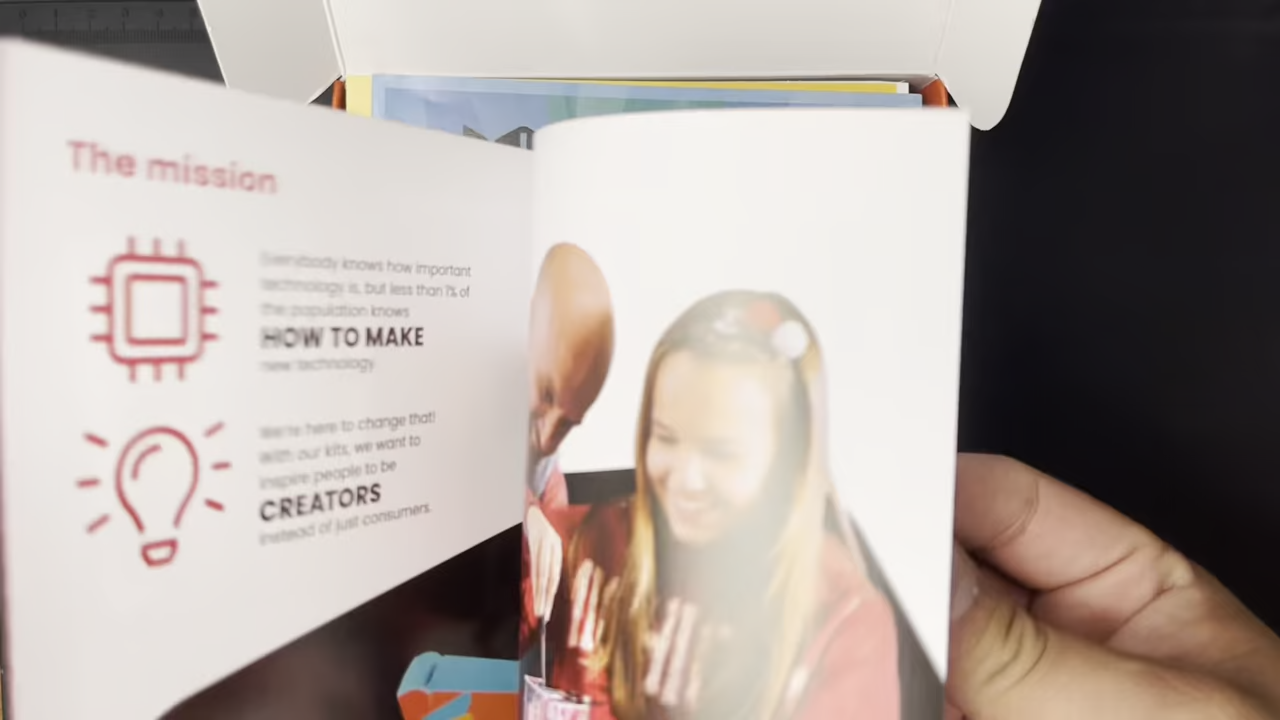 The mission
Everybody knows how important
technology is, but less than 1% of
the population knows
HOW TO MAKE
new technology.
We're here to change that!
With our kits, we want to
inspire people to be
CREATORS
instead of just consumers.